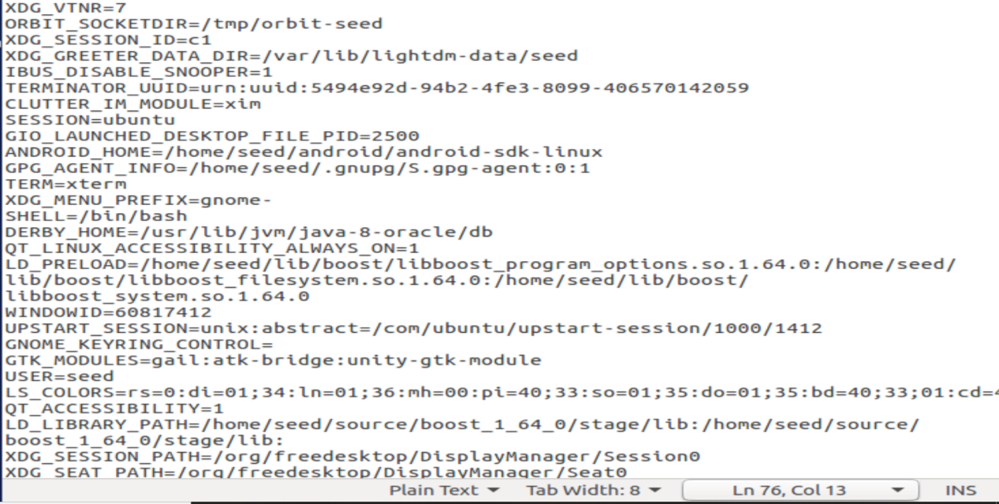 XDG_VTNR=7
ORBIT_SOCKETDIR=/tmp/orbit-seed
XDG_SESSION_ID=c1
XDG_GREETER_DATA_DIR=/var/lib/lightdm-data/seed
IBUS_DISABLE_SNOOPER=1
TERMINATOR_UUID=urn:uuid:5494e92d-94b2-4fe3-8099-406570142059
CLUTTER_IM_MODULE=xim
SESSION=ubuntu
GIO_LAUNCHED_DESKTOP_FILE_PID=2500
ANDROID_HOME=/home/seed/android/android-sdk-linux
GPG_AGENT_INFO=/home/seed/.gnupg/S.gpg-agent:0:1
TERM=xterm
XDG_MENU_PREFIX=gnome-
SHELL=/bin/bash
DERBY_HOME=/usr/lib/jvm/java-8-oracle/db
QT_LINUX_ACCESSIBILITY_ALWAYS_ON=1
LD_PRELOAD=/home/seed/lib/boost/libboost_program_options.so.1.64.0:/home/seed/
lib/boost/libboost_filesystem.so.1.64.0:/home/seed/lib/boost/
libboost_system.so.1.64.0
WINDOWID=60817412
UPSTART_SESSION=unix:abstract=/com/ubuntu/upstart-session/1000/1412
GNOME_KEYRING_CONTROL=
GTK_MODULES=gail:atk-bridge:unity-gtk-module
USER=seed
LS_COLORS=rs=0:di=01;34:ln=01;36:mh=00:pi=40;33:so=01;35:do=01;35:bd=40;33;01:cd=4
QT_ACCESSIBILITY=1
LD_LIBRARY_PATH=/home/seed/source/boost_1_64_0/stage/lib:/home/seed/source/
boost_1_64_0/stage/lib:
XDG_SESSION_PATH=/org/freedesktop/DisplayManager/Session0
XDG_SEAT_PATH=/org/freedesktop/DisplayManager/Seat0
Plain Text Tab Width: 8 Ln 76, Col 13 INS